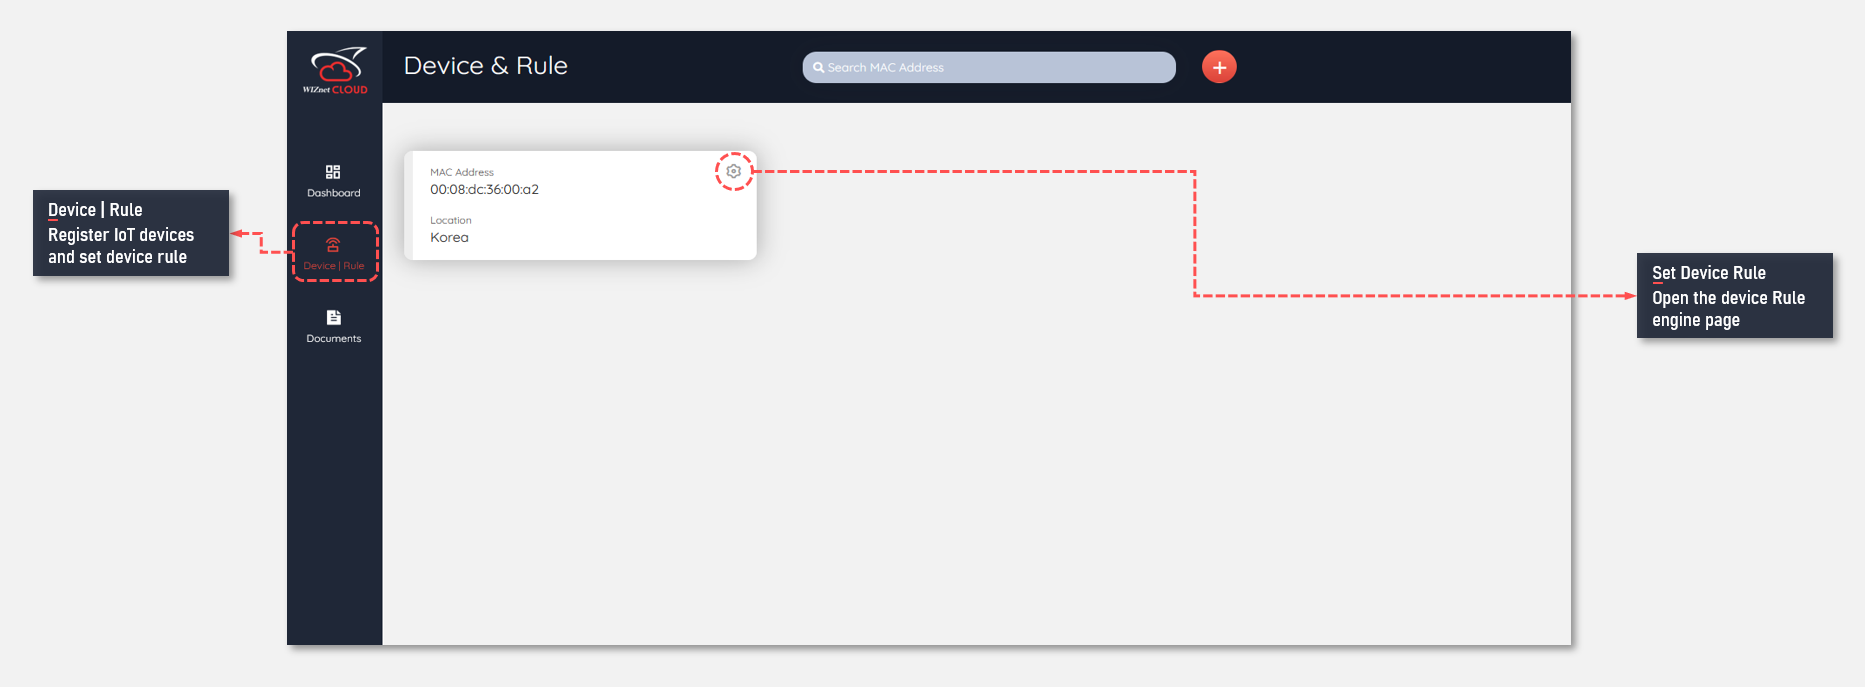 WIZnet CLOUD
Device & Rule
Search MAC Address
Dashboard
Device | Rule
Documents
MAC Address
00:08:dc:36:00:a2
Location
Korea
Device | Rule
Register IoT devices
and set device rule
Set Device Rule
Open the device Rule
engine page